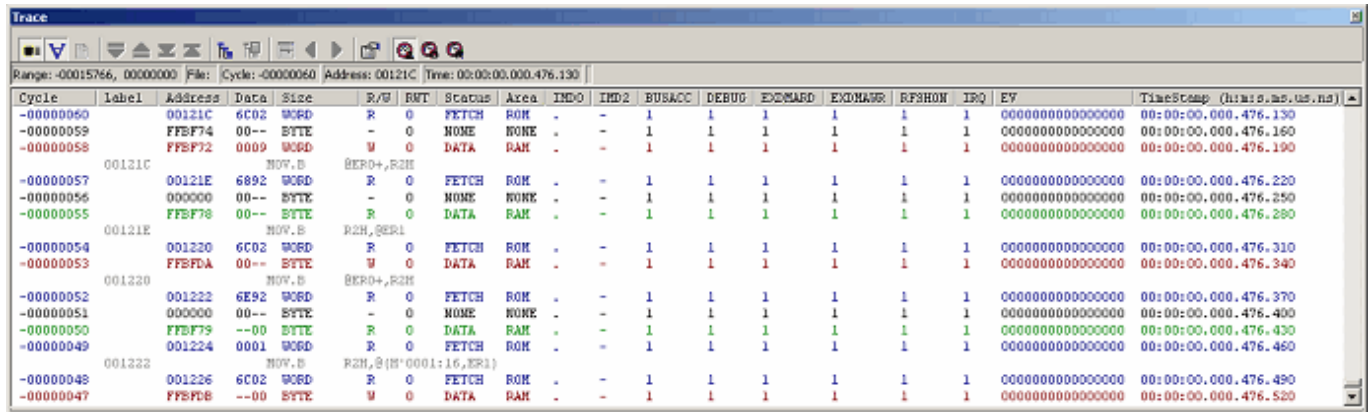 Trace
Range: -00015766, 00000000 File: Cycle: -00000060 Address: 00121C Time: 00:00:00.000.476.130
Cycle Label Address Data Size R/W RWT Status Area IMD0 IMD2 BUSACC DEBUG EXDMARD EXDMAWR RFSHON IRQ EV TimeStamp (h:m:s.ms.us.ns)
-00000060 00121C 6C02 WORD R 0 FETCH ROM . - 1 1 1 1 1 1 0000000000000000 00:00:00.000.476.130
-00000059 FFBF74 00-- BYTE - 0 NONE NONE . - 1 1 1 1 1 1 0000000000000000 00:00:00.000.476.160
-00000058 FFBF72 0009 WORD W 0 DATA RAM . - 1 1 1 1 1 1 0000000000000000 00:00:00.000.476.190
00121C MOV.B @ER0+,R2H
-00000057 00121E 6892 WORD R 0 FETCH ROM . - 1 1 1 1 1 1 0000000000000000 00:00:00.000.476.220
-00000056 000000 00-- BYTE - 0 NONE NONE . - 1 1 1 1 1 1 0000000000000000 00:00:00.000.476.250
-00000055 FFBF78 00-- BYTE R 0 DATA RAM . - 1 1 1 1 1 1 0000000000000000 00:00:00.000.476.280
00121E MOV.B R2H,@ER1
-00000054 001220 6C02 WORD R 0 FETCH ROM . - 1 1 1 1 1 1 0000000000000000 00:00:00.000.476.310
-00000053 FFBFDA 00-- BYTE W 0 DATA RAM . - 1 1 1 1 1 1 0000000000000000 00:00:00.000.476.340
001220 MOV.B @ER0+,R2H
-00000052 001222 6E92 WORD R 0 FETCH ROM . - 1 1 1 1 1 1 0000000000000000 00:00:00.000.476.370
-00000051 000000 00-- BYTE - 0 NONE NONE . - 1 1 1 1 1 1 0000000000000000 00:00:00.000.476.400
-00000050 FFBF79 --00 BYTE R 0 DATA RAM . - 1 1 1 1 1 1 0000000000000000 00:00:00.000.476.430
-00000049 001224 0001 WORD R 0 FETCH ROM . - 1 1 1 1 1 1 0000000000000000 00:00:00.000.476.460
001222 MOV.B R2H,@(H'0001:16,ER1)
-00000048 001226 6C02 WORD R 0 FETCH ROM . - 1 1 1 1 1 1 0000000000000000 00:00:00.000.476.490
-00000047 FFBFDB --00 BYTE W 0 DATA RAM . - 1 1 1 1 1 1 0000000000000000 00:00:00.000.476.520